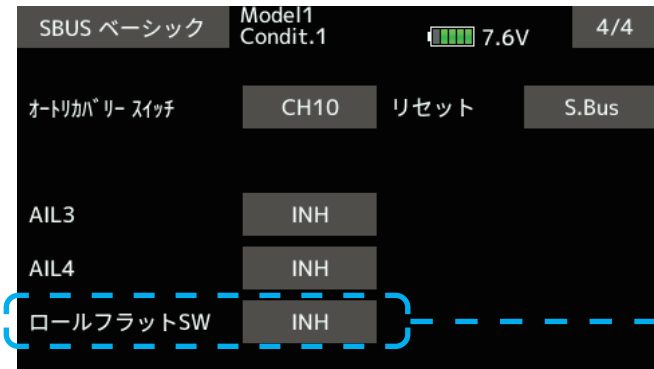 SBUS ベーシック Model1 Condit.1 7.6V 4/4
ｵｰﾄﾘｶﾊﾞﾘｰ ｽｲｯﾁ CH10 リセット S.Bus
AIL3 INH
AIL4 INH
ロールフラットSW INH